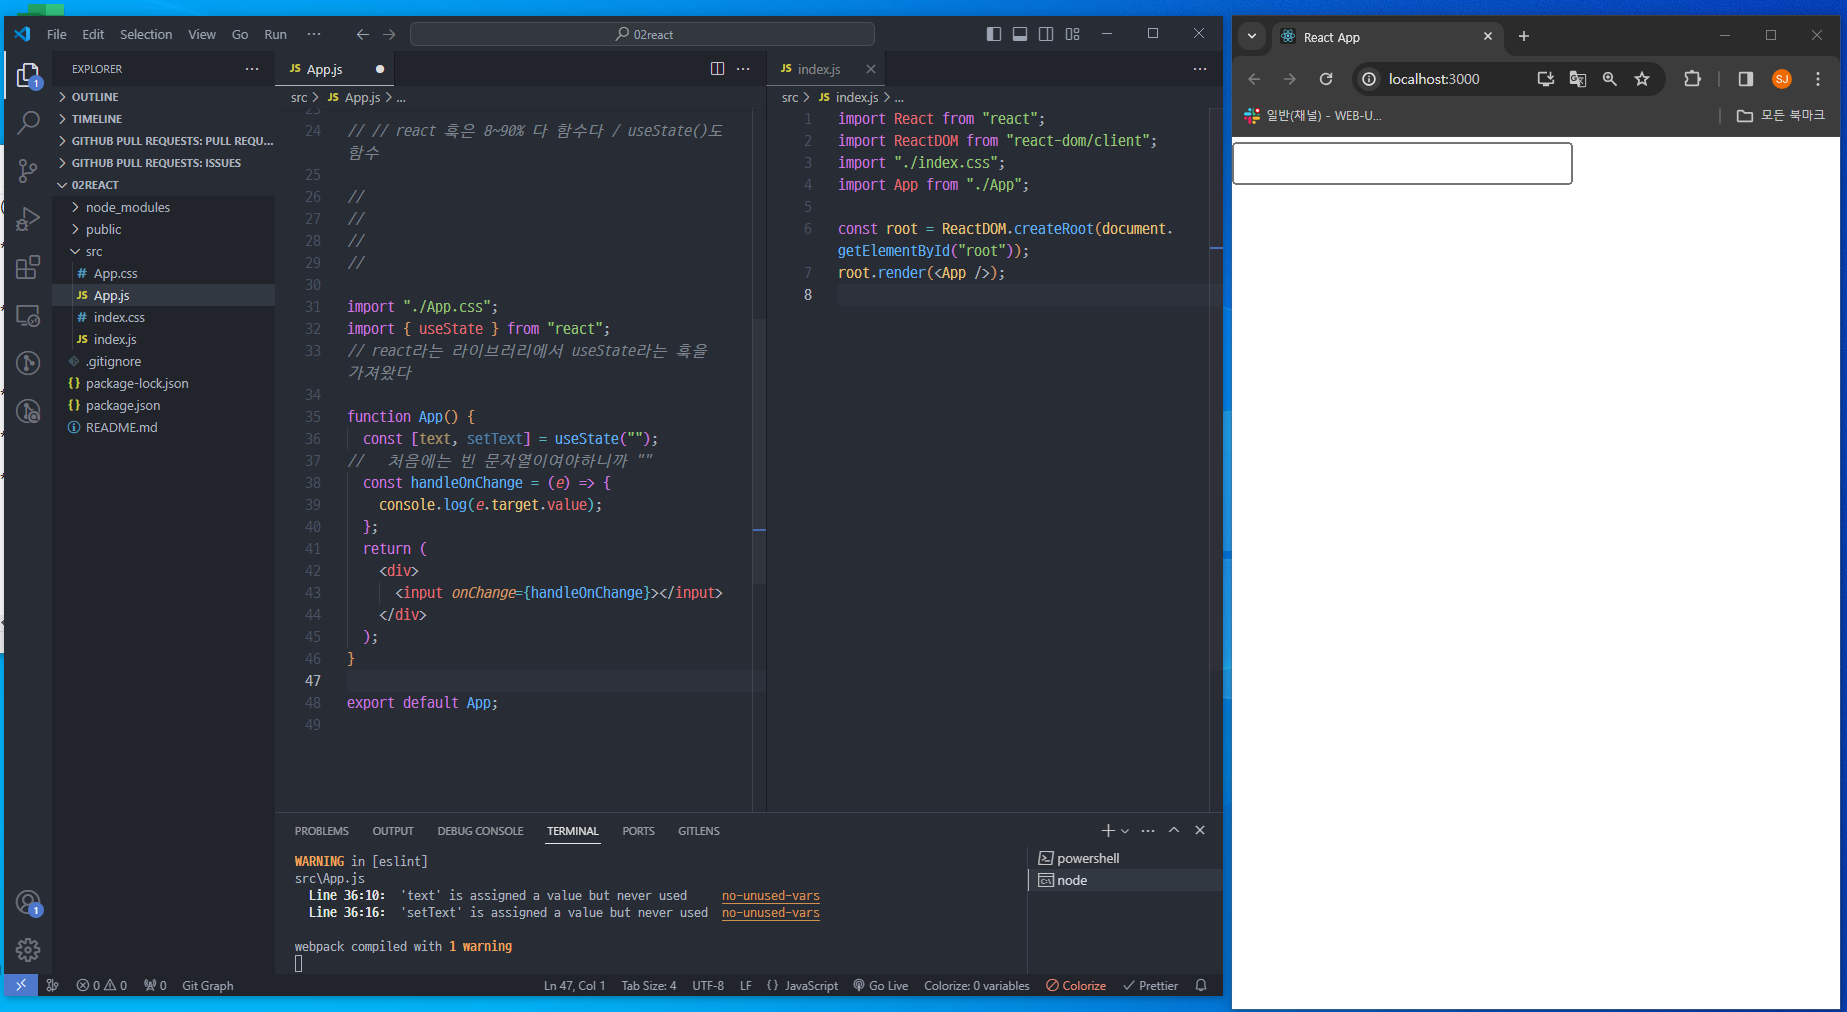 File Edit Selection View Go Run ··· 02react
EXPLORER ···
OUTLINE
TIMELINE
GITHUB PULL REQUESTS: PULL REQU...
GITHUB PULL REQUESTS: ISSUES
02REACT
node_modules
public
src
# App.css
JS App.js
# index.css
JS index.js
.gitignore
{} package-lock.json
{} package.json
README.md
1
1
JS App.js
src > JS App.js > ...
23
24 // // react 훅은 8~90% 다 함수다 / useState()도
함수
25
26 //
27 //
28 //
29 //
30
31 import "./App.css";
32 import { useState } from "react";
33 // react라는 라이브러리에서 useState라는 훅을
가져왔다
34
35 function App() {
36 const [text, setText] = useState("");
37 // 처음에는 빈 문자열이여야하니까 ""
38 const handleOnChange = (e) => {
39 console.log(e.target.value);
40 };
41 return (
42 <div>
43 <input onChange={handleOnChange}></input>
44 </div>
45 );
46 }
47
48 export default App;
49
JS index.js
src > JS index.js > ...
1 import React from "react";
2 import ReactDOM from "react-dom/client";
3 import "./index.css";
4 import App from "./App";
5
6 const root = ReactDOM.createRoot(document.
getElementById("root"));
7 root.render(<App />);
8
PROBLEMS OUTPUT DEBUG CONSOLE TERMINAL PORTS GITLENS
WARNING in [eslint]
src\App.js
Line 36:10: 'text' is assigned a value but never used no-unused-vars
Line 36:16: 'setText' is assigned a value but never used no-unused-vars
webpack compiled with 1 warning
powershell
node
0 0 0 Git Graph Ln 47, Col 1 Tab Size: 4 UTF-8 LF {} JavaScript Go Live Colorize: 0 variables Colorize Prettier
React App
localhost:3000 SJ
일반(채널) - WEB-U... 모든 북마크